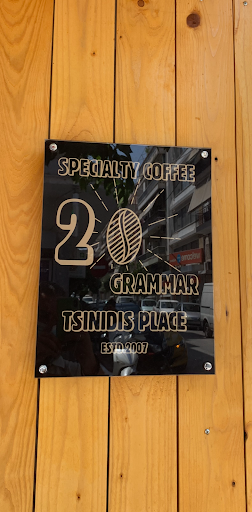 SPECIALTY COFFEE
20
GRAMMAR
TSINIDIS PLACE
ESTD 2007